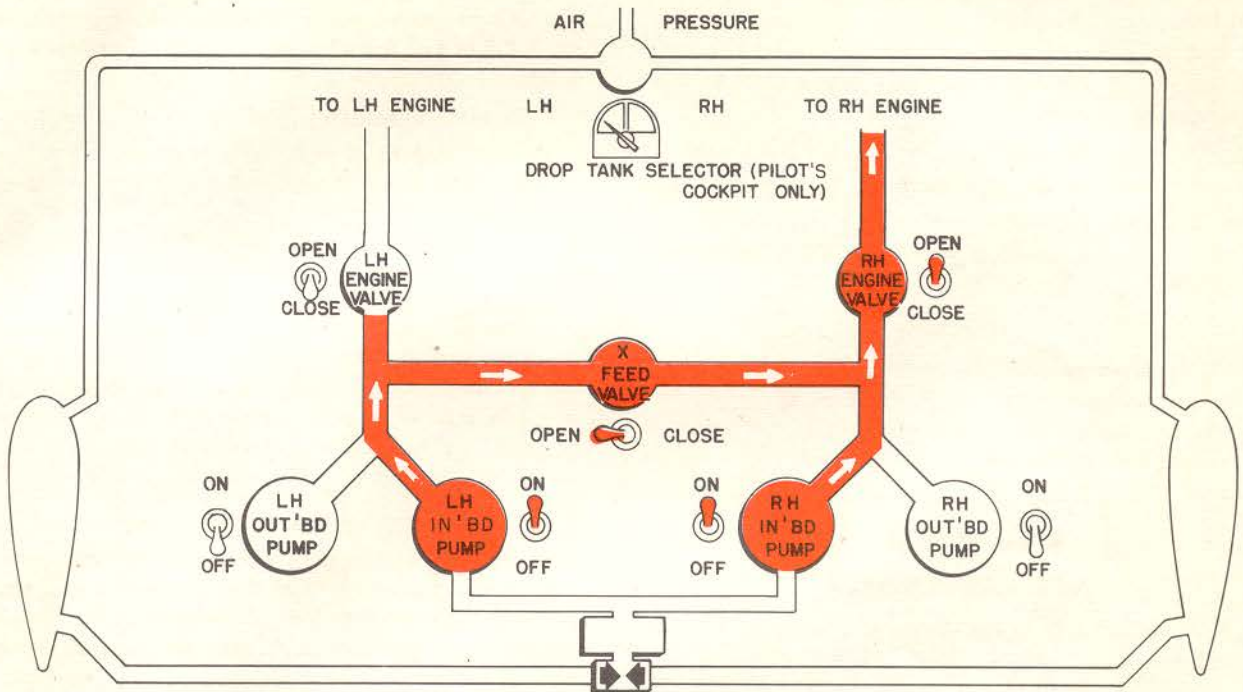 AIR PRESSURE
TO LH ENGINE
LH
RH
TO RH ENGINE
DROP TANK SELECTOR (PILOT'S
COCKPIT ONLY)
OPEN
CLOSE
LH
ENGINE
VALVE
RH
ENGINE
VALVE
OPEN
CLOSE
X
FEED
VALVE
OPEN
CLOSE
ON
OFF
LH
OUT'BD
PUMP
LH
IN'BD
PUMP
ON
OFF
ON
OFF
RH
IN'BD
PUMP
RH
OUT'BD
PUMP
ON
OFF